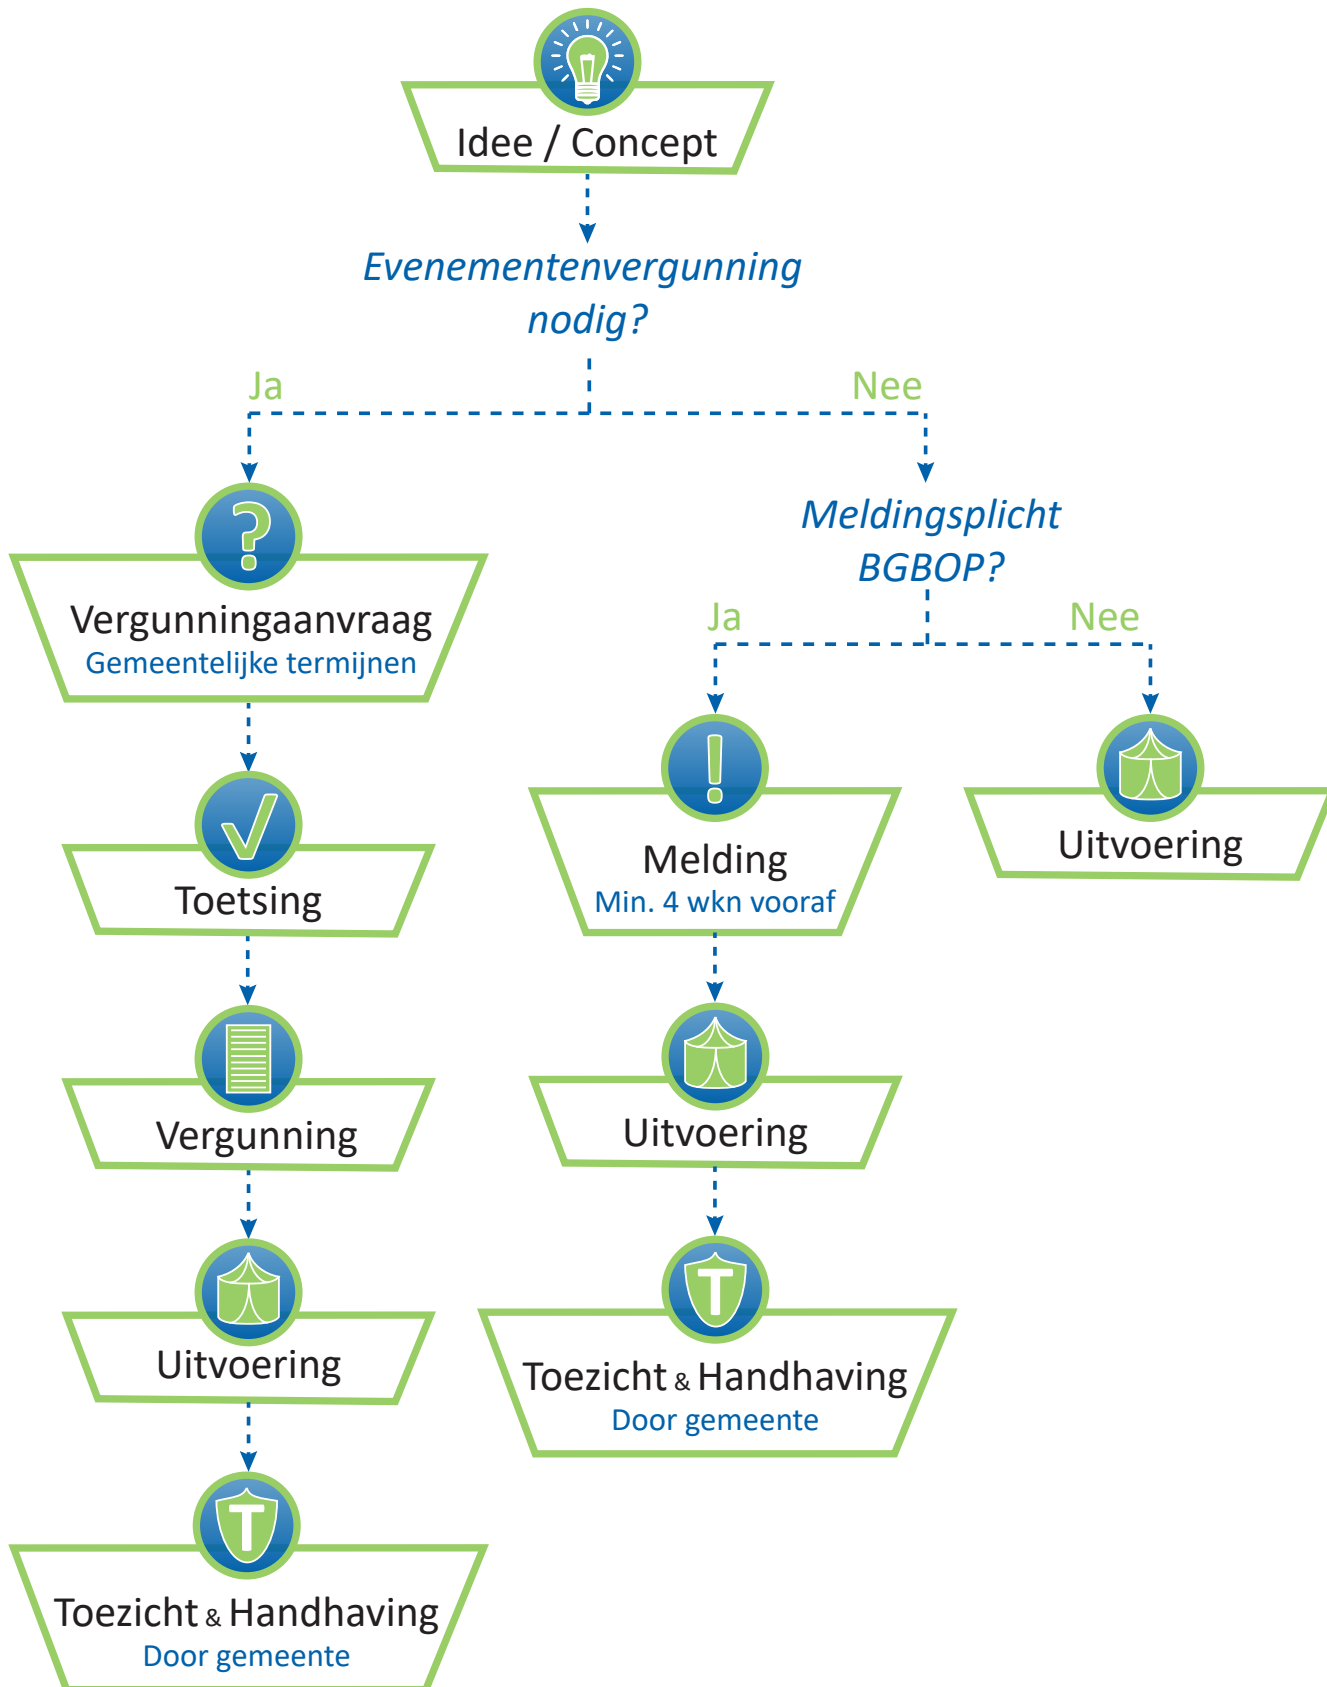 Idee / Concept
Evenementenvergunning
nodig?
Ja
Nee
Vergunningaanvraag
Gemeentelijke termijnen
Toetsing
Vergunning
Uitvoering
Toezicht & Handhaving
Door gemeente
Meldingsplicht
BGBOP?
Ja
Nee
Melding
Min. 4 wkn vooraf
Uitvoering
Toezicht & Handhaving
Door gemeente
Uitvoering